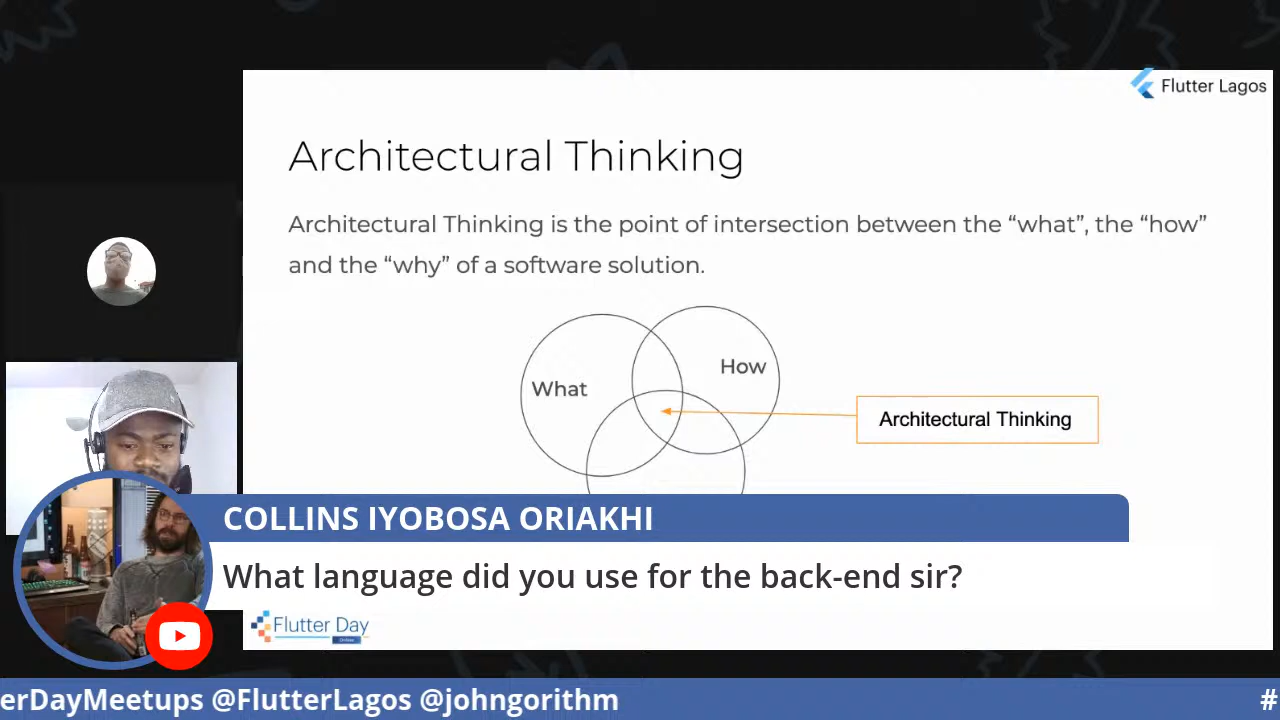 Flutter Lagos
Architectural Thinking
Architectural Thinking is the point of intersection between the “what”, the “how”
and the “why” of a software solution.
What
How
Architectural Thinking
COLLINS IYOBOSA ORIAKHI
What language did you use for the back-end sir?
Flutter Day
erDayMeetups @FlutterLagos @johngorithm #